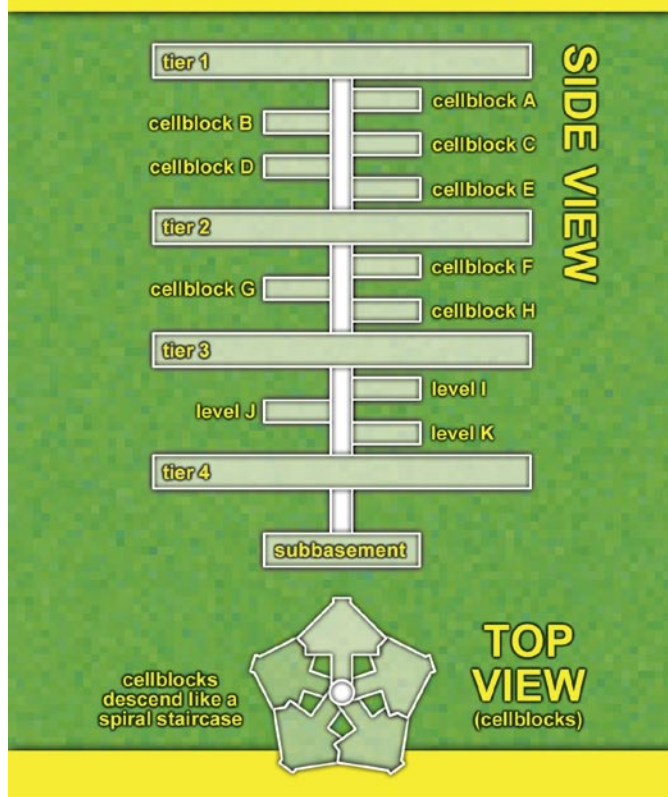 SIDE VIEW
tier 1
cellblock A
cellblock B
cellblock C
cellblock D
cellblock E
tier 2
cellblock F
cellblock G
cellblock H
tier 3
level I
level J
level K
tier 4
subbasement
TOP
VIEW
(cellblocks)
cellblocks
descend like a
spiral staircase